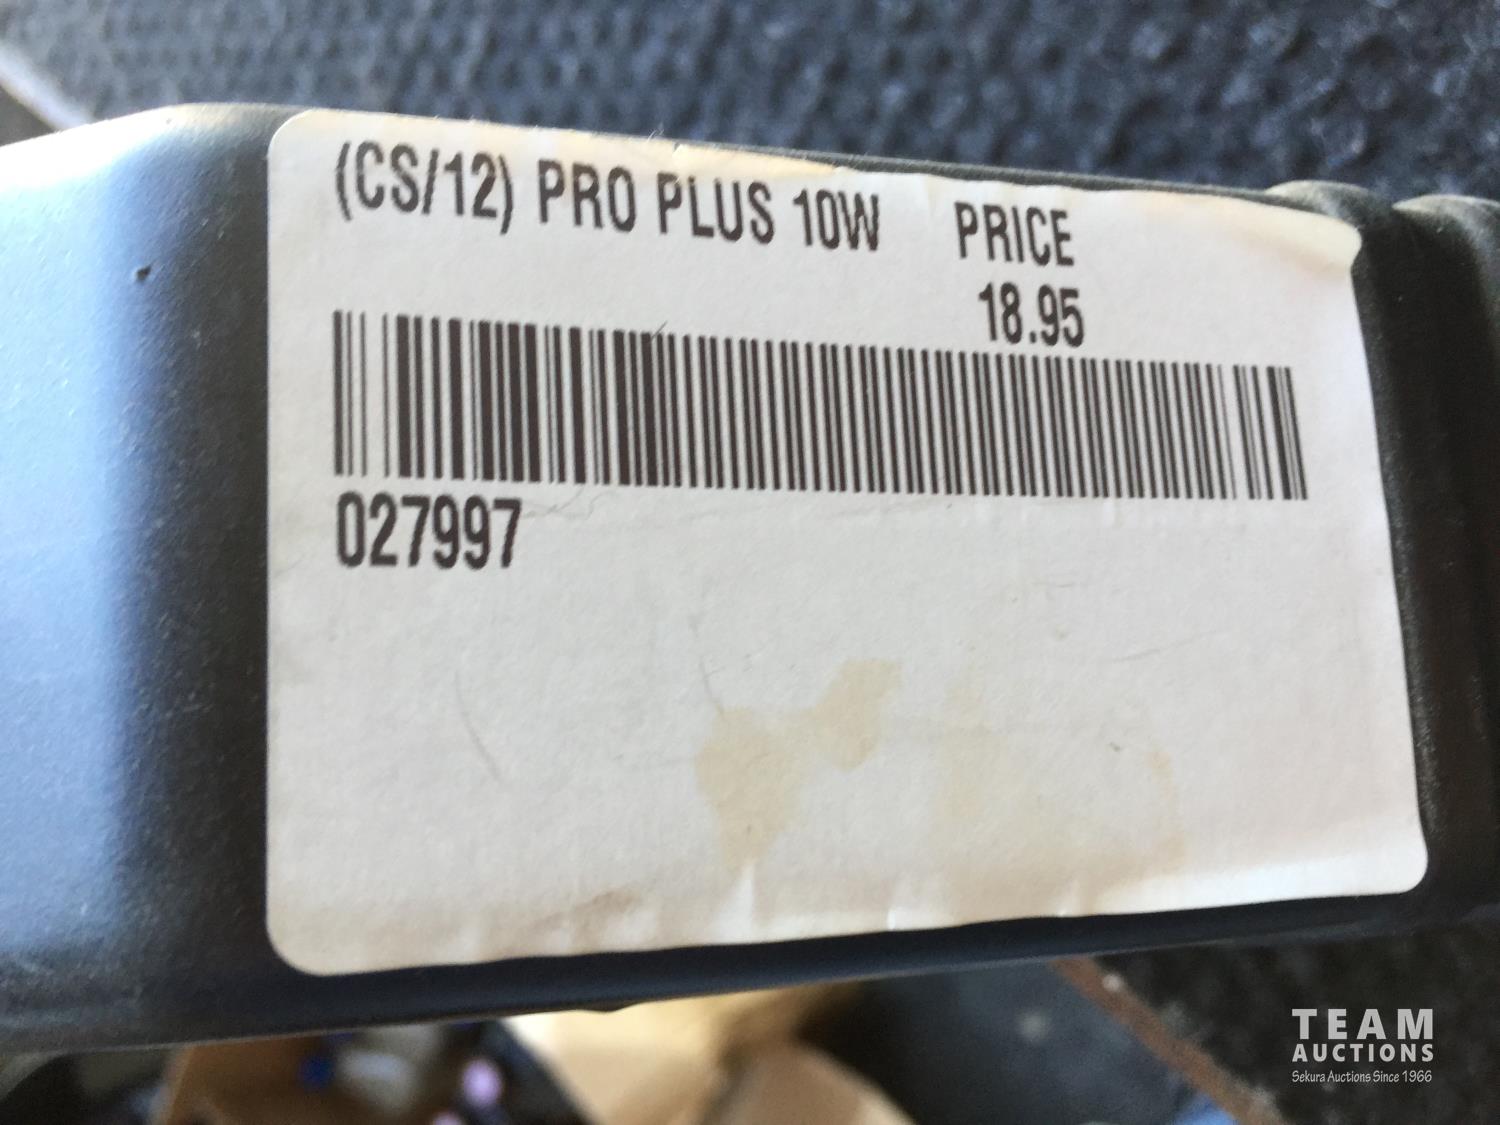 (CS/12) PRO PLUS 10W PRICE
18.95
027997
TEAM
AUCTIONS
Sekura Auctions Since 1966